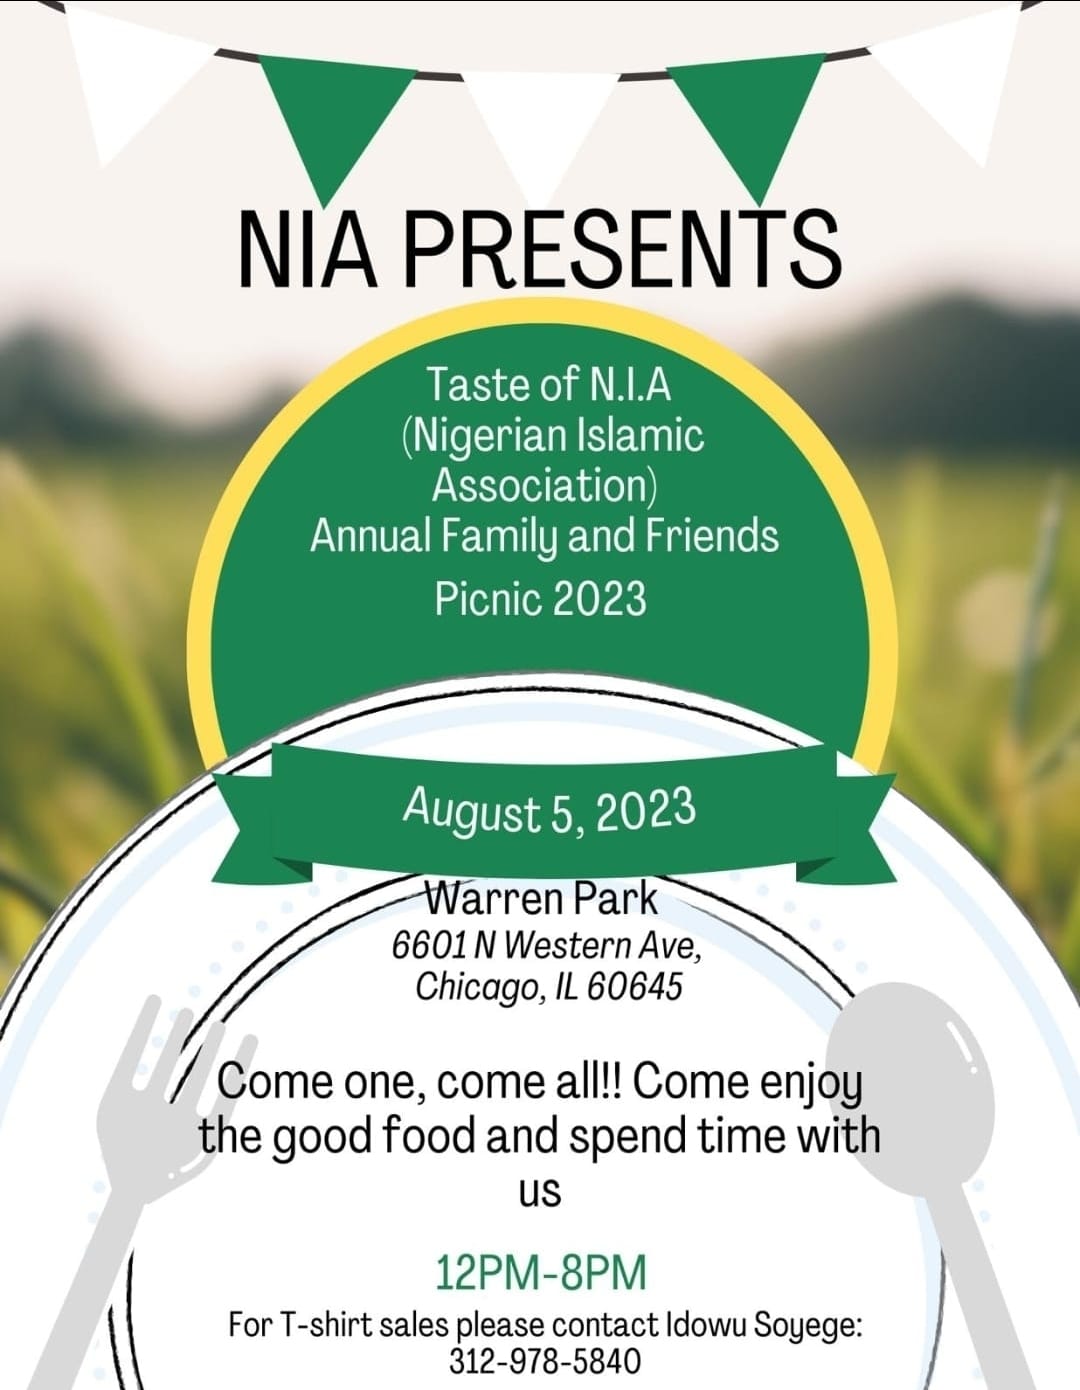 NIA PRESENTS
Taste of N.I.A
(Nigerian Islamic
Association)
Annual Family and Friends
Picnic 2023
August 5, 2023
Warren Park
6601 N Western Ave,
Chicago, IL 60645
Come one, come all!! Come enjoy
the good food and spend time with
us
12PM-8PM
For T-shirt sales please contact Idowu Soyege:
312-978-5840